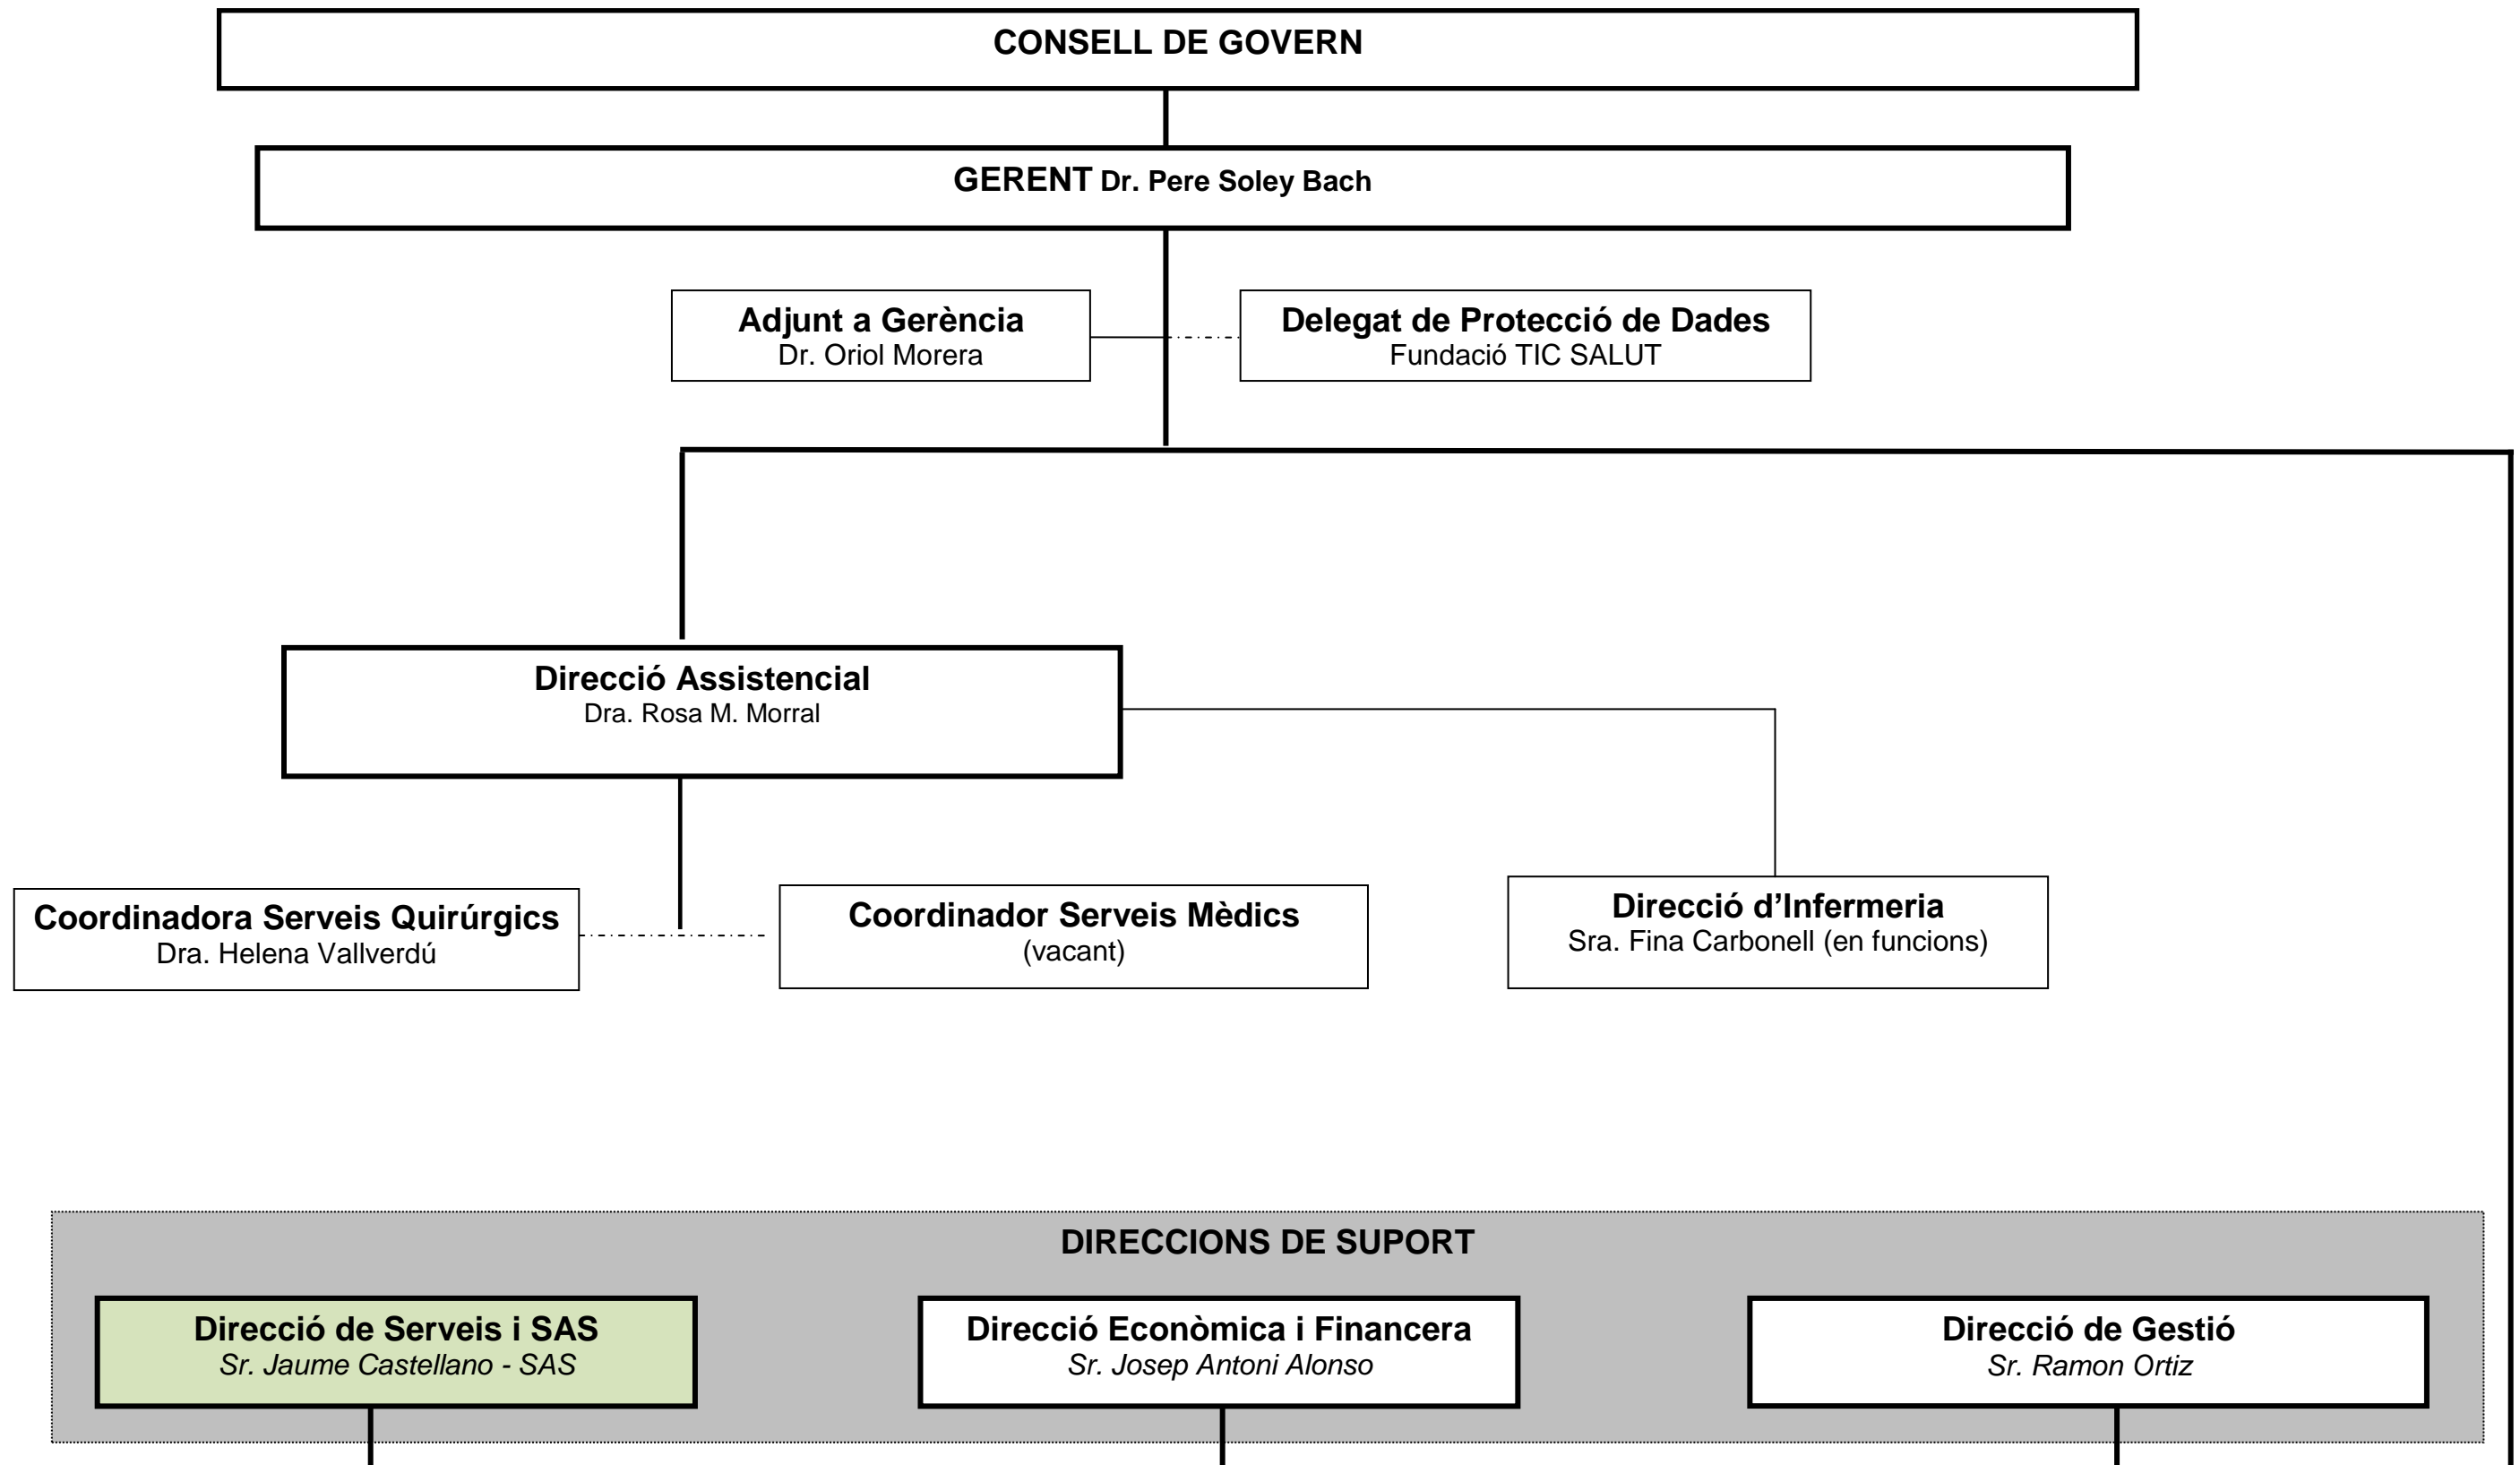 CONSELL DE GOVERN
GERENT Dr. Pere Soley Bach
Adjunt a Gerència
Dr. Oriol Morera
Delegat de Protecció de Dades
Fundació TIC SALUT
Direcció Assistencial
Dra. Rosa M. Morral
Coordinadora Serveis Quirúrgics
Dra. Helena Vallverdú
Coordinador Serveis Mèdics
(vacant)
Direcció d’Infermeria
Sra. Fina Carbonell (en funcions)
DIRECCIONS DE SUPORT
Direcció de Serveis i SAS
Sr. Jaume Castellano - SAS
Direcció Econòmica i Financera
Sr. Josep Antoni Alonso
Direcció de Gestió
Sr. Ramon Ortiz